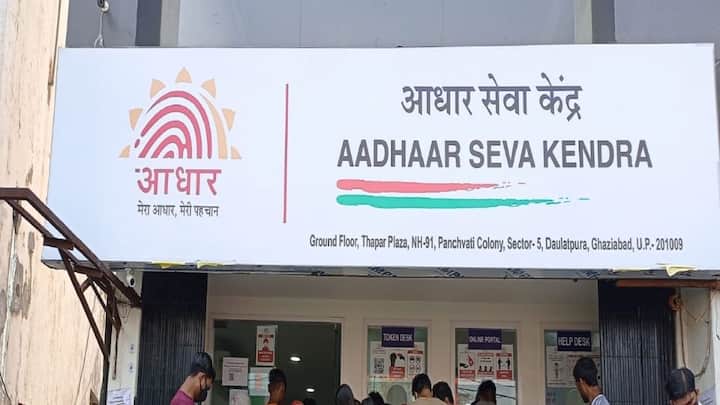 आधार
मेरा आधार, मेरी पहचान
आधार सेवा केंद्र
AADHAAR SEVA KENDRA
Ground Floor, Thapar Plaza, NH-91, Panchvati Colony, Sector- 5, Daulatpura, Ghaziabad, U.P.- 201009
TOKEN DESK
ONLINE PORTAL
HELP DESK